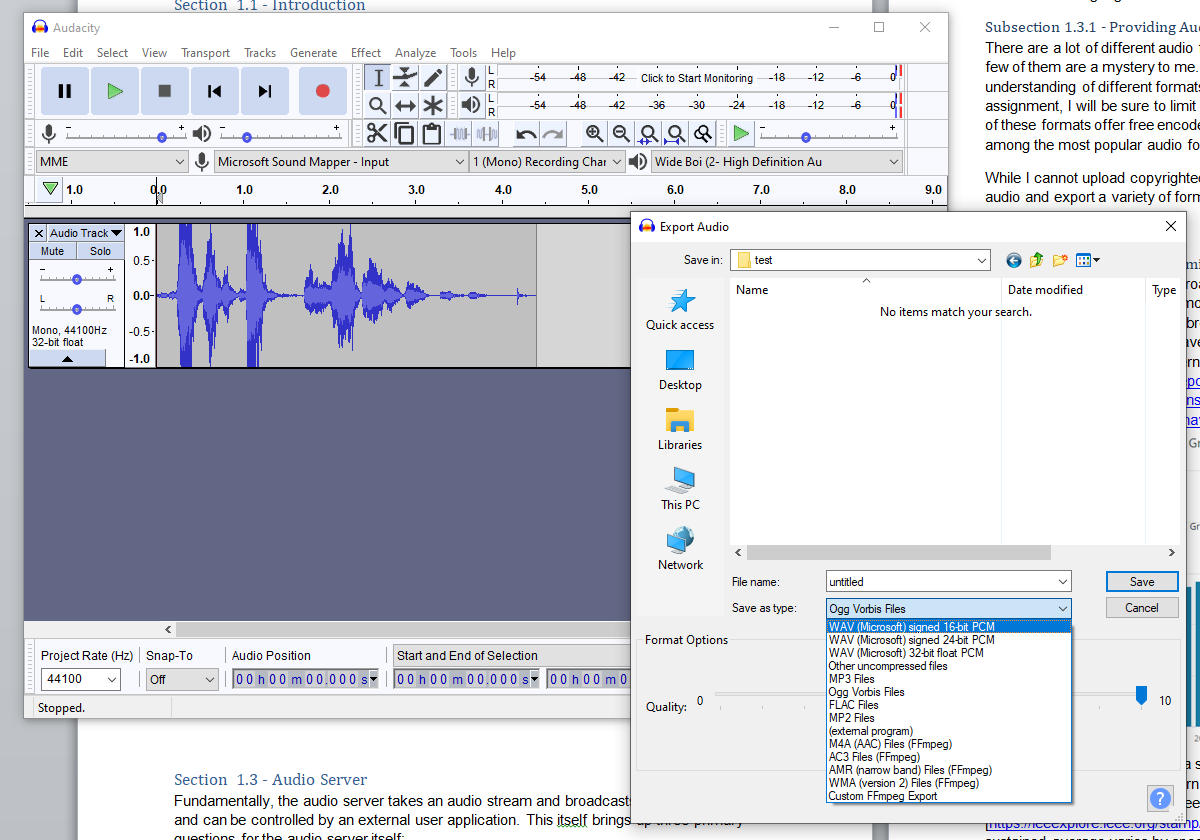 Section 1.1 - Introduction
Audacity
File Edit Select View Transport Tracks Generate Effect Analyze Tools Help
L
R
-54 -48 -42 Click to Start Monitoring -18 -12 -6 0
L
R
-54 -48 -42 -36 -30 -24 -18 -12 -6 0
- + - + - +
MME Microsoft Sound Mapper - Input 1 (Mono) Recording Char Wide Boi (2- High Definition Au
1.0 0.0 1.0 2.0 3.0 4.0 5.0 6.0 7.0 8.0 9.0
Audio Track
Mute Solo
- +
L R
Mono, 44100Hz
32-bit float
1.0
0.5-
0.0-
-0.5-
-1.0
Project Rate (Hz) Snap-To Audio Position Start and End of Selection
44100 Off 00 h 00 m 00.000 s 00 h 00 m 00.000 s 00 h 00 m 0
Stopped.
Section 1.3 - Audio Server
Fundamentally, the audio server takes an audio stream and broadcasts
and can be controlled by an external user application. This itself brings up three primary
questions for the audio server itself:
Subsection 1.3.1 - Providing Au
There are a lot of different audio
few of them are a mystery to me.
understanding of different formats
assignment, I will be sure to limit
of these formats offer free encode
among the most popular audio fo
While I cannot upload copyrighted
audio and export a variety of form
Export Audio
Save in: test
Name Date modified Type
No items match your search.
Quick access
Desktop
Libraries
This PC
Network
File name: untitled Save
Save as type: Ogg Vorbis Files Cancel
Format Options
Quality: 0 10
WAV (Microsoft) signed 16-bit PCM
WAV (Microsoft) signed 24-bit PCM
WAV (Microsoft) 32-bit float PCM
Other uncompressed files
MP3 Files
Ogg Vorbis Files
FLAC Files
MP2 Files
(external program)
M4A (AAC) Files (FFmpeg)
AC3 Files (FFmpeg)
AMR (narrow band) Files (FFmpeg)
WMA (version 2) Files (FFmpeg)
Custom FFmpeg Export
?
https://ieeexplore.ieee.org/stamp